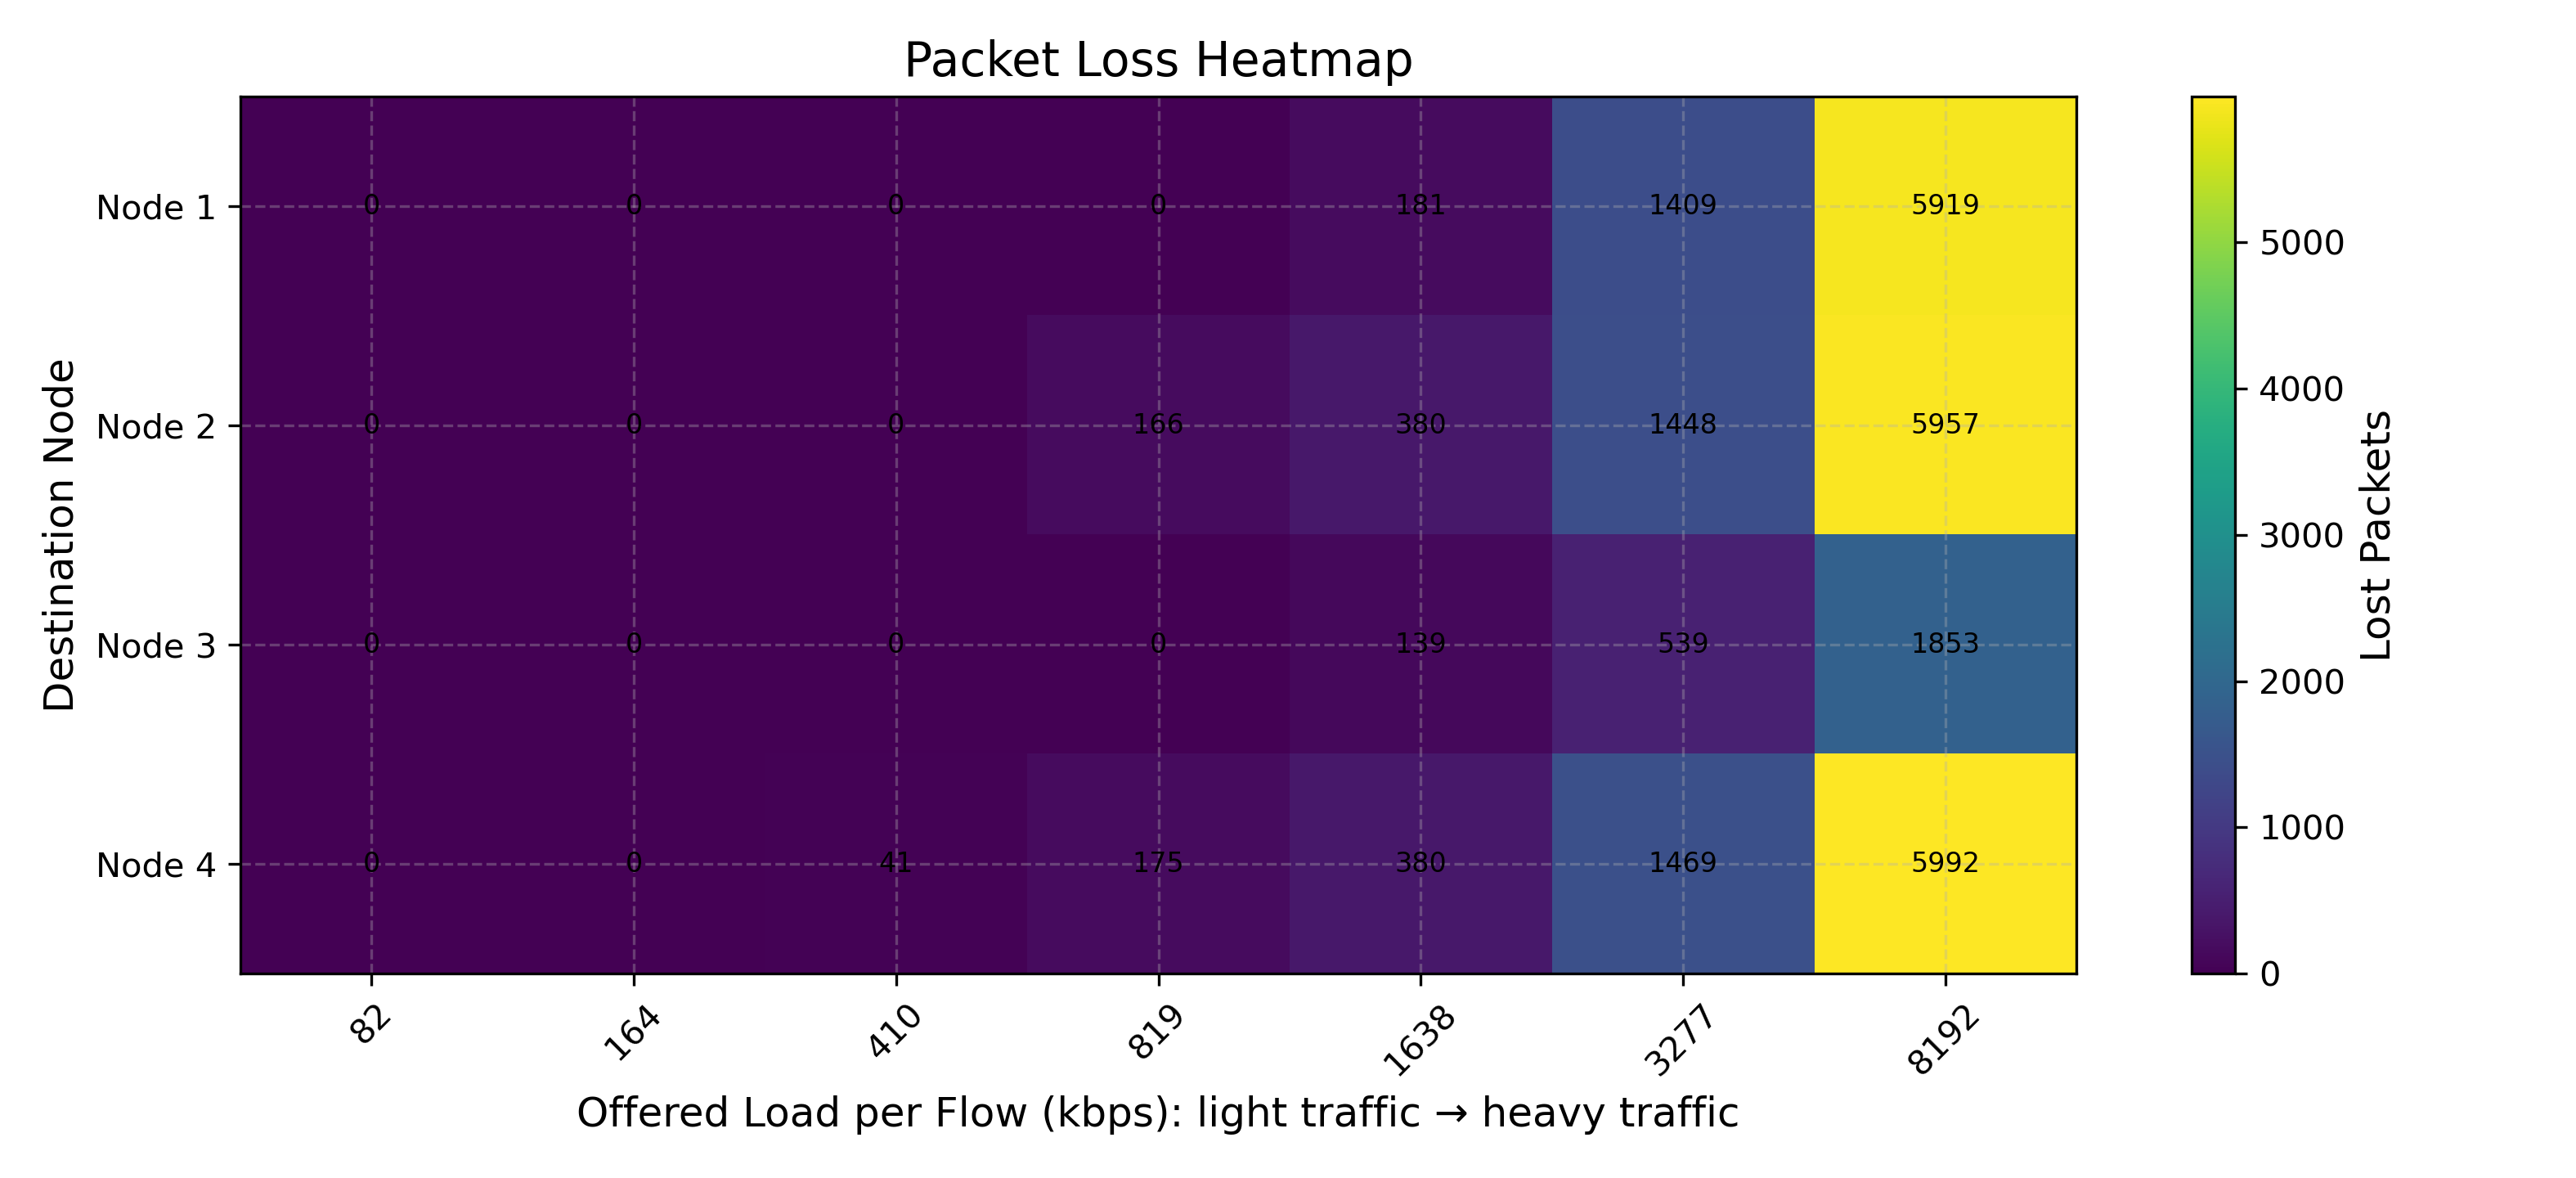 Packet Loss Heatmap
Destination Node
Node 1 0 0 0 0 181 1409 5919
Node 2 0 0 0 166 380 1448 5957
Node 3 0 0 0 0 139 539 1853
Node 4 0 0 41 175 380 1469 5992
82 164 410 819 1638 3277 8192
Offered Load per Flow (kbps): light traffic → heavy traffic
5000
4000
3000
2000
1000
0
Lost Packets